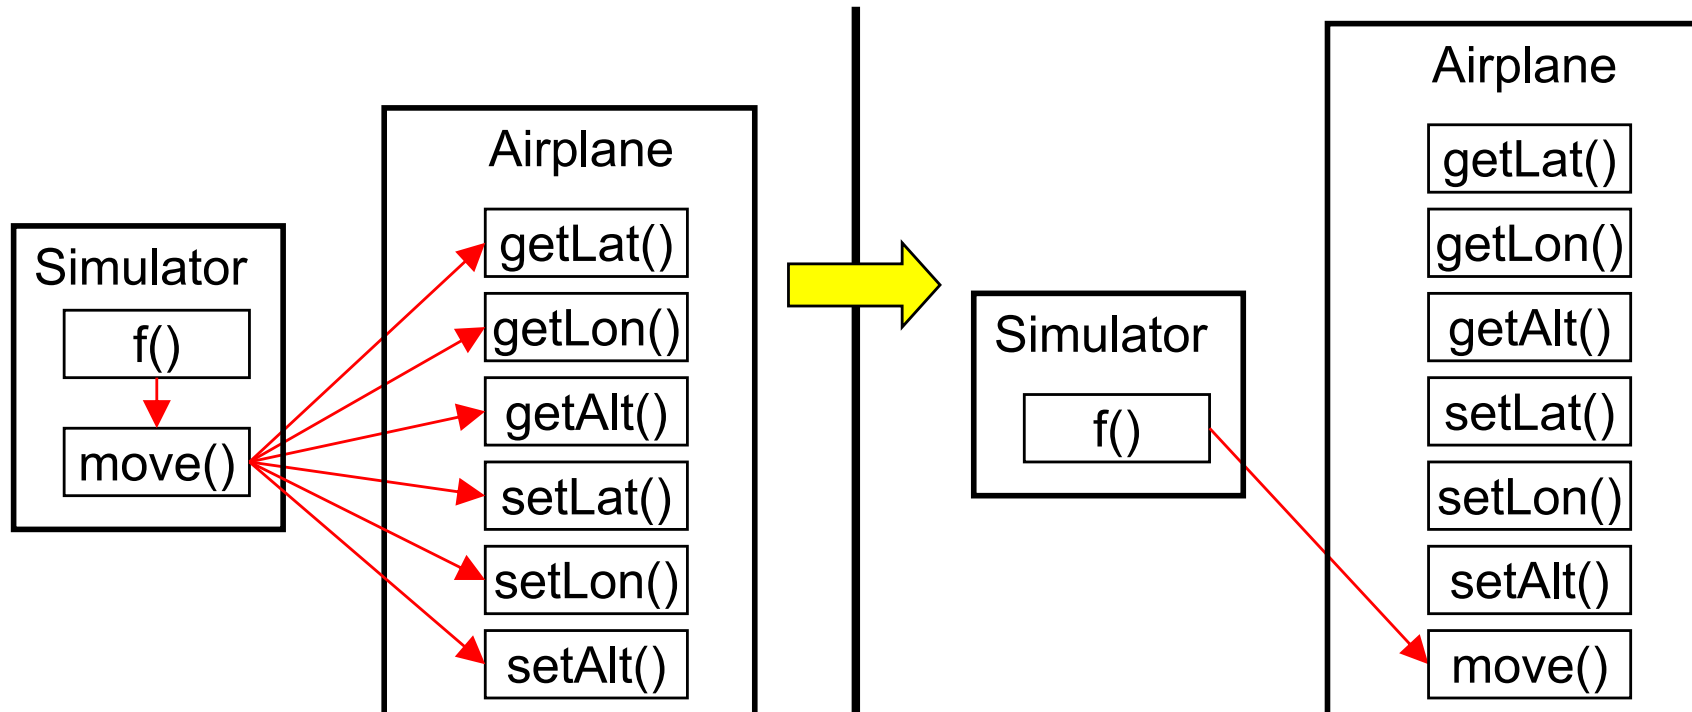 Simulator
f()
move()
Airplane
getLat()
getLon()
getAlt()
setLat()
setLon()
setAlt()
Simulator
f()
Airplane
getLat()
getLon()
getAlt()
setLat()
setLon()
setAlt()
move()